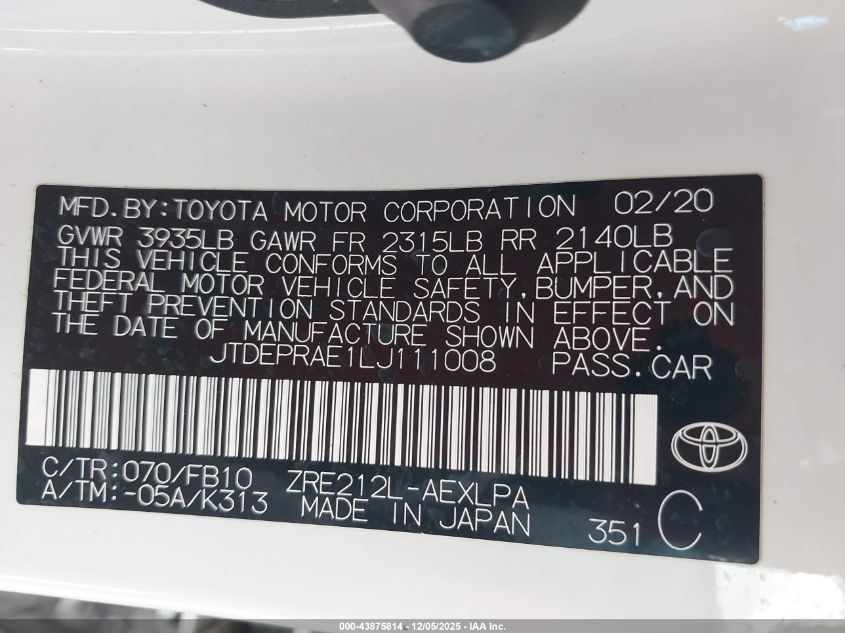 MFD.BY:TOYOTA MOTOR CORPORATION 02/20
GVWR 3935LB GAWR FR 2315LB RR 2140LB
THIS VEHICLE CONFORMS TO ALL APPLICABLE
FEDERAL MOTOR VEHICLE SAFETY,BUMPER,AND
THEFT PREVENTION STANDARDS IN EFFECT ON
THE DATE OF MANUFACTURE SHOWN ABOVE.
JTDEPRAE1LJ111008 PASS.CAR
C/TR:070/FB10 ZRE212L-AEXLPA
A/TM:-05A/K313 MADE IN JAPAN 351 C
000-43875814 - 12/05/2025 - IAA Inc.